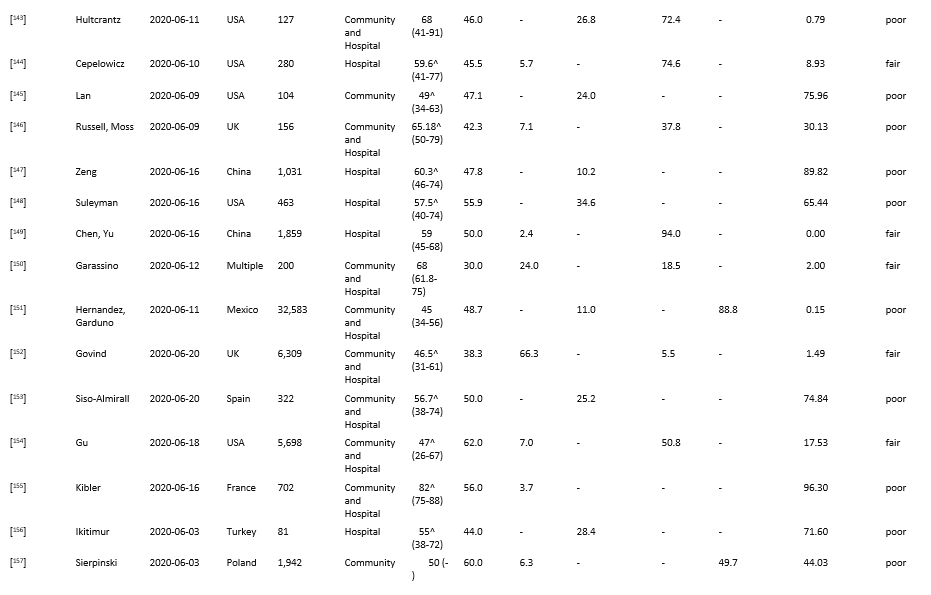 [143] Hultcrantz 2020-06-11 USA 127 Community 68 46.0 - 26.8 72.4 - 0.79 poor
and (41-91)
Hospital
[144] Cepelowicz 2020-06-10 USA 280 Hospital 59.6^ 45.5 5.7 - 74.6 - 8.93 fair
(41-77)
[145] Lan 2020-06-09 USA 104 Community 49^ 47.1 - 24.0 - - 75.96 poor
(34-63)
[146] Russell, Moss 2020-06-09 UK 156 Community 65.18^ 42.3 7.1 - 37.8 - 30.13 poor
and (50-79)
Hospital
[147] Zeng 2020-06-16 China 1,031 Hospital 60.3^ 47.8 - 10.2 - - 89.82 poor
(46-74)
[148] Suleyman 2020-06-16 USA 463 Hospital 57.5^ 55.9 - 34.6 - - 65.44 poor
(40-74)
[149] Chen, Yu 2020-06-16 China 1,859 Hospital 59 50.0 2.4 - 94.0 - 0.00 fair
(45-68)
[150] Garassino 2020-06-12 Multiple 200 Community 68 30.0 24.0 - 18.5 - 2.00 fair
and (61.8-
Hospital 75)
[151] Hernandez, 2020-06-11 Mexico 32,583 Community 45 48.7 - 11.0 - 88.8 0.15 poor
Garduno and (34-56)
Hospital
[152] Govind 2020-06-20 UK 6,309 Community 46.5^ 38.3 66.3 - 5.5 - 1.49 fair
and (31-61)
Hospital
[153] Siso-Almirall 2020-06-20 Spain 322 Community 56.7^ 50.0 - 25.2 - - 74.84 poor
and (38-74)
Hospital
[154] Gu 2020-06-18 USA 5,698 Community 47^ 62.0 7.0 - 50.8 - 17.53 fair
and (26-67)
Hospital
[155] Kibler 2020-06-16 France 702 Community 82^ 56.0 3.7 - - - 96.30 poor
and (75-88)
Hospital
[156] Ikitimur 2020-06-03 Turkey 81 Hospital 55^ 44.0 - 28.4 - - 71.60 poor
(38-72)
[157] Sierpinski 2020-06-03 Poland 1,942 Community 50 (- 60.0 6.3 - - 49.7 44.03 poor
)